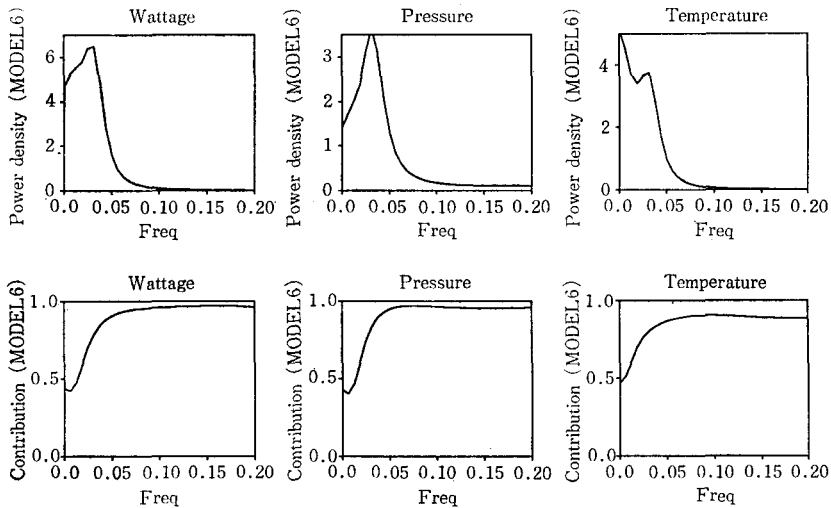 Wattage
Pressure
Temperature
Power density (MODEL6)
6
4
2
0
0.0 0.05 0.10 0.15 0.20
Freq
Power density (MODEL6)
3
2
1
0
0.0 0.05 0.10 0.15 0.20
Freq
Power density (MODEL6)
4
2
0
0.0 0.05 0.10 0.15 0.20
Freq
Wattage
Pressure
Temperature
Contribution (MODEL6)
1.0
0.5
0.0
0.0 0.05 0.10 0.15 0.20
Freq
Contribution (MODEL6)
1.0
0.5
0.0
0.0 0.05 0.10 0.15 0.20
Freq
Contribution (MODEL6)
1.0
0.5
0.0
0.0 0.05 0.10 0.15 0.20
Freq